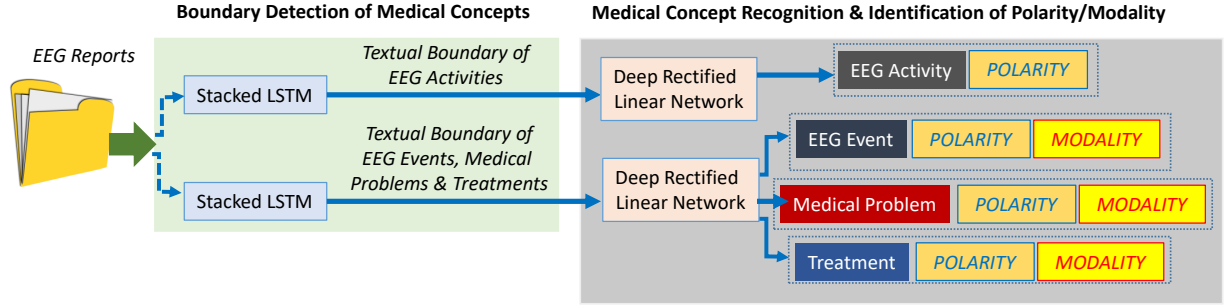 Boundary Detection of Medical Concepts
Medical Concept Recognition & Identification of Polarity/Modality
EEG Reports
Stacked LSTM
Textual Boundary of
EEG Activities
Deep Rectified
Linear Network
EEG Activity
POLARITY
Stacked LSTM
Textual Boundary of
EEG Events, Medical
Problems & Treatments
Deep Rectified
Linear Network
EEG Event
POLARITY
MODALITY
Medical Problem
POLARITY
MODALITY
Treatment
POLARITY
MODALITY